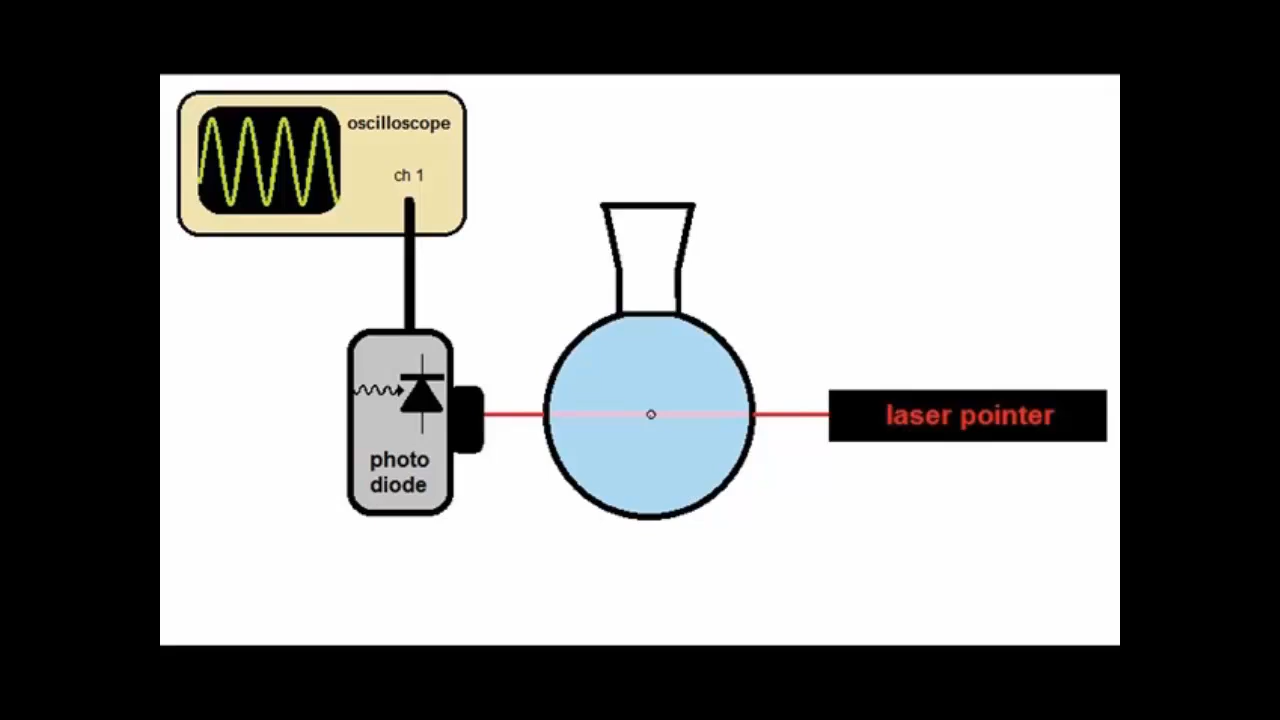 oscilloscope
ch 1
photo
diode
laser pointer